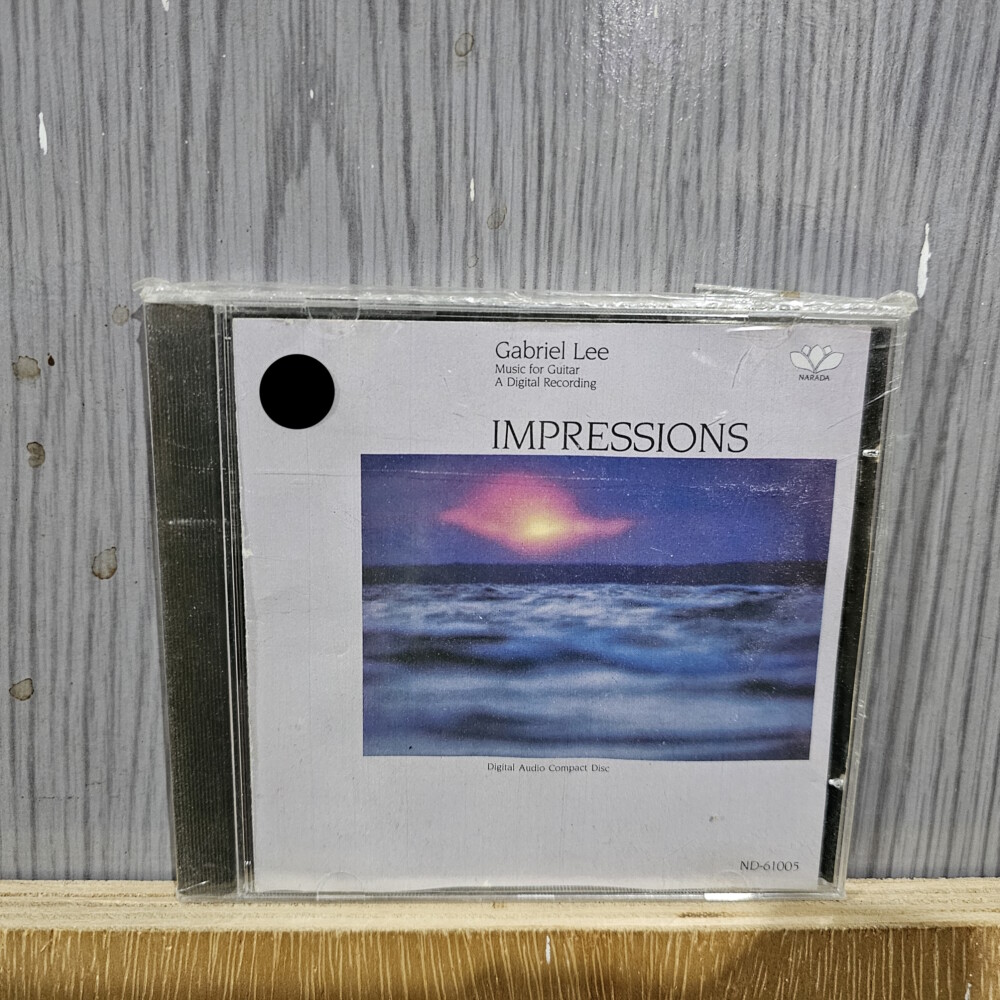 Gabriel Lee
Music for Guitar
A Digital Recording
NARADA
IMPRESSIONS
Digital Audio Compact Disc
ND-61005